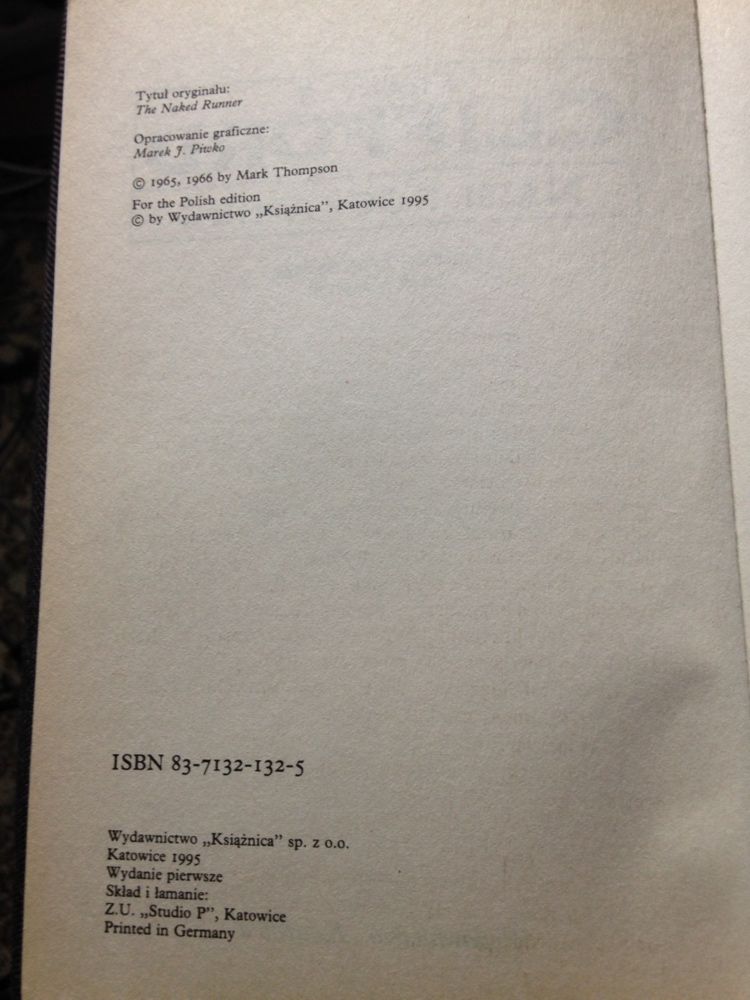 Tytuł oryginału:
The Naked Runner
Opracowanie graficzne:
Marek J. Piwko
© 1965, 1966 by Mark Thompson
For the Polish edition
© by Wydawnictwo „Książnica”, Katowice 1995
ISBN 83-7132-132-5
Wydawnictwo „Książnica” sp. z o.o.
Katowice 1995
Wydanie pierwsze
Skład i łamanie:
Z.U. „Studio P”, Katowice
Printed in Germany